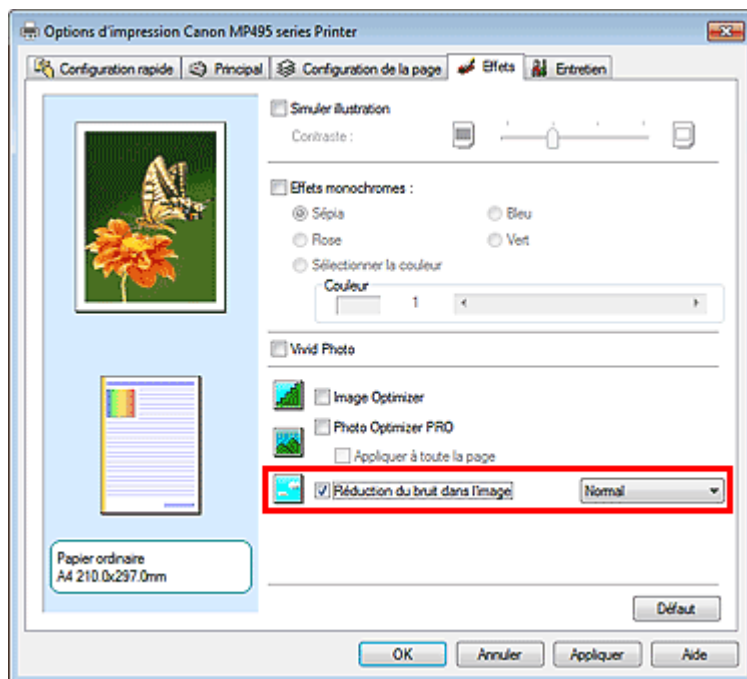 Options d'impression Canon MP495 series Printer
Configuration rapide Principal Configuration de la page Effets Entretien
Simuler illustration
Contraste :
Effets monochromes :
Sépia Bleu
Rose Vert
Sélectionner la couleur
Couleur
1
Vivid Photo
Image Optimizer
Photo Optimizer PRO
Appliquer à toute la page
Réduction du bruit dans l'image Normal
Papier ordinaire
A4 210.0x297.0mm
Défaut
OK Annuler Appliquer Aide